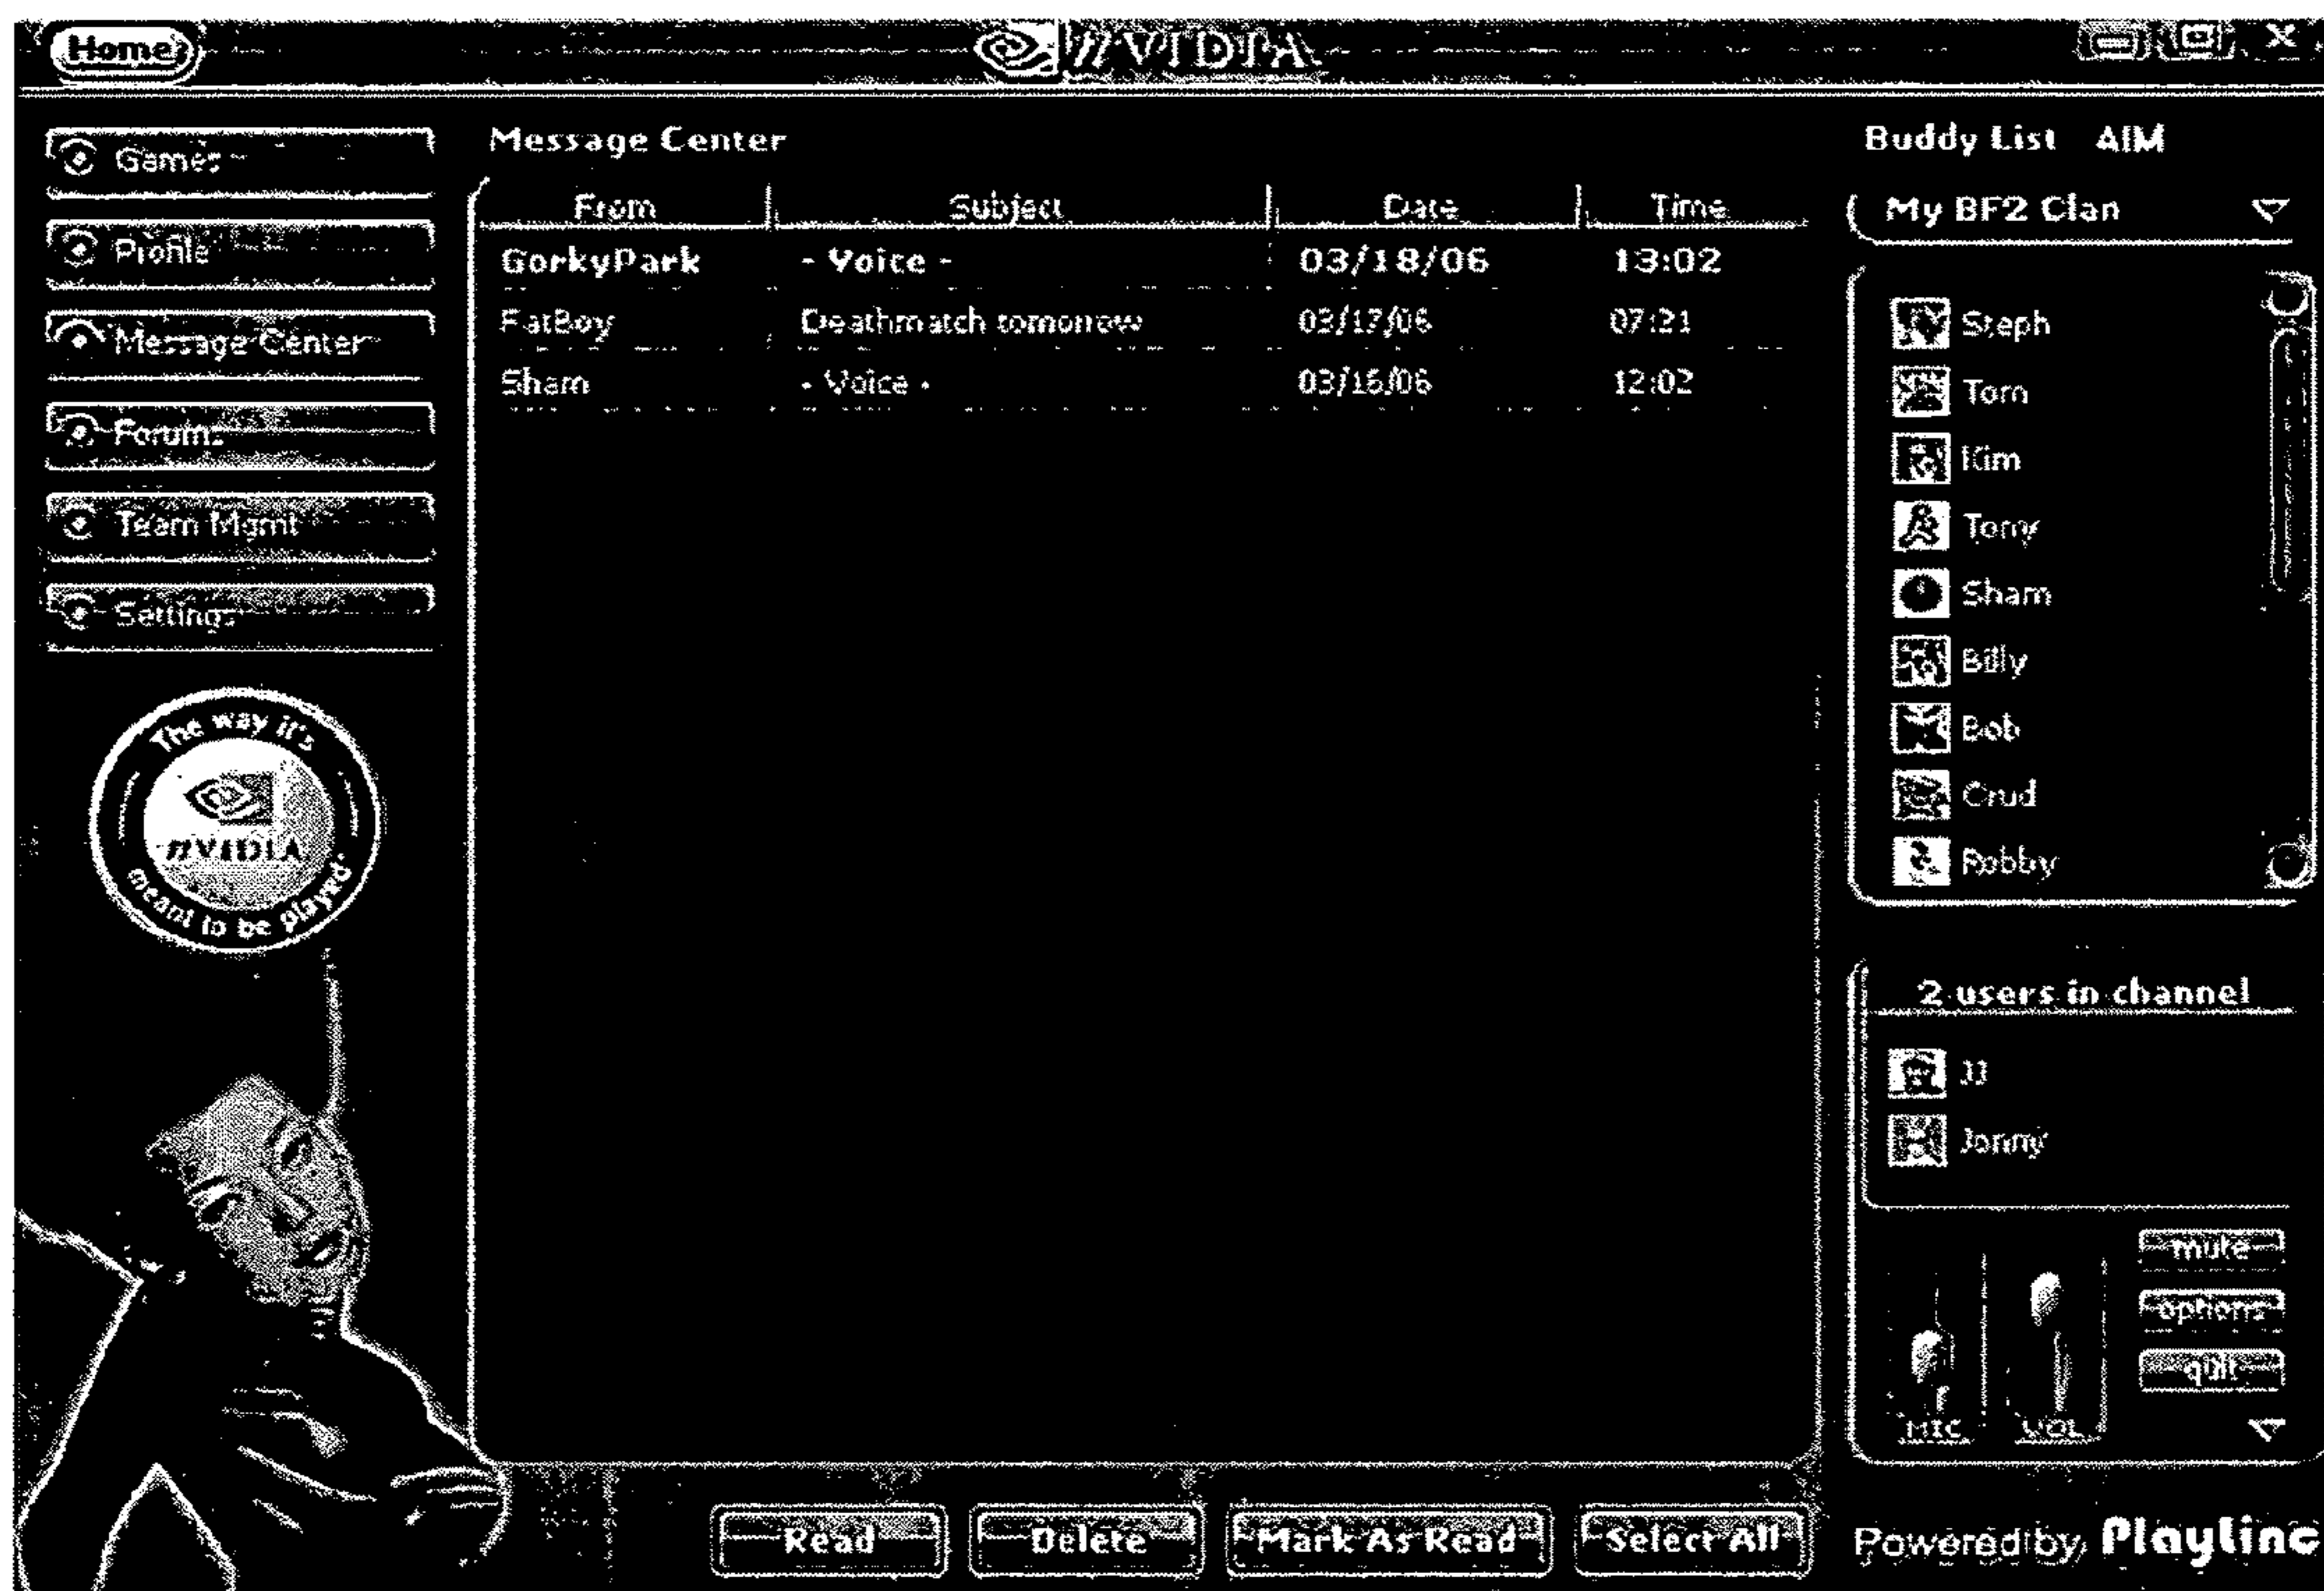 Home
nVIDIA
Games
Profile
Message Center
Forums
Team Mgmt
Settings
The way it's
nVIDIA
meant to be played
Message Center
From Subject Date Time
GorkyPark - Voice - 03/18/06 13:02
FatBoy Deathmatch tomorrow 03/17/06 07:21
Sham - Voice - 03/16/06 12:02
Read Delete Mark As Read Select All
Buddy List AIM
My BF2 Clan
Steph
Tom
Kim
Tony
Sham
Billy
Bob
Crud
Robby
2 users in channel
JJ
Jonny
mute
options
quit
MIC VOL
Powered by PlayLinc